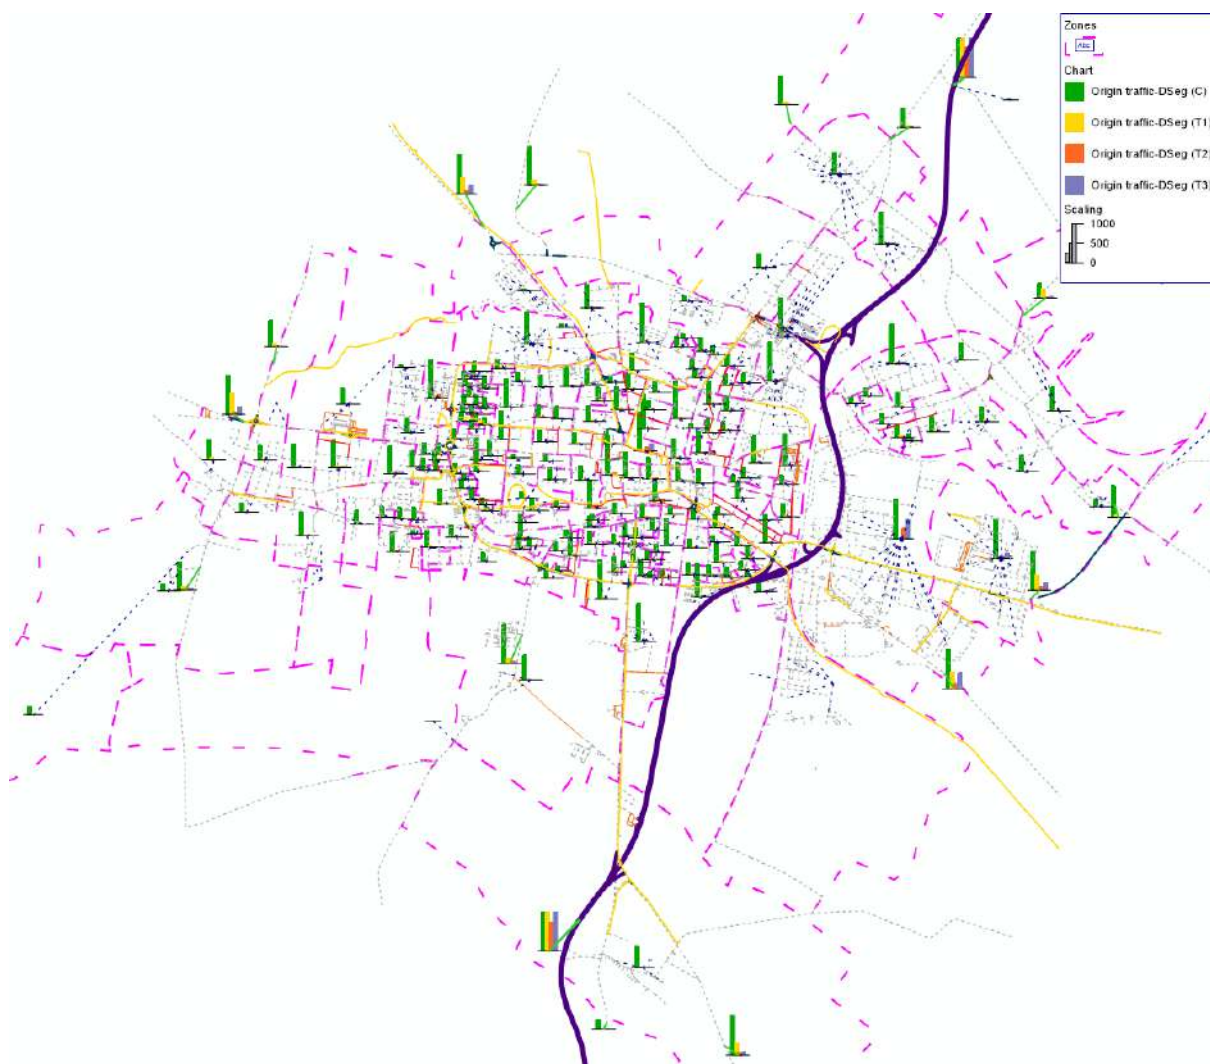 Zones
Abc
Chart
Origin traffic-DSeg (C)
Origin traffic-DSeg (T1)
Origin traffic-DSeg (T2)
Origin traffic-DSeg (T3)
Scaling
1000
500
0